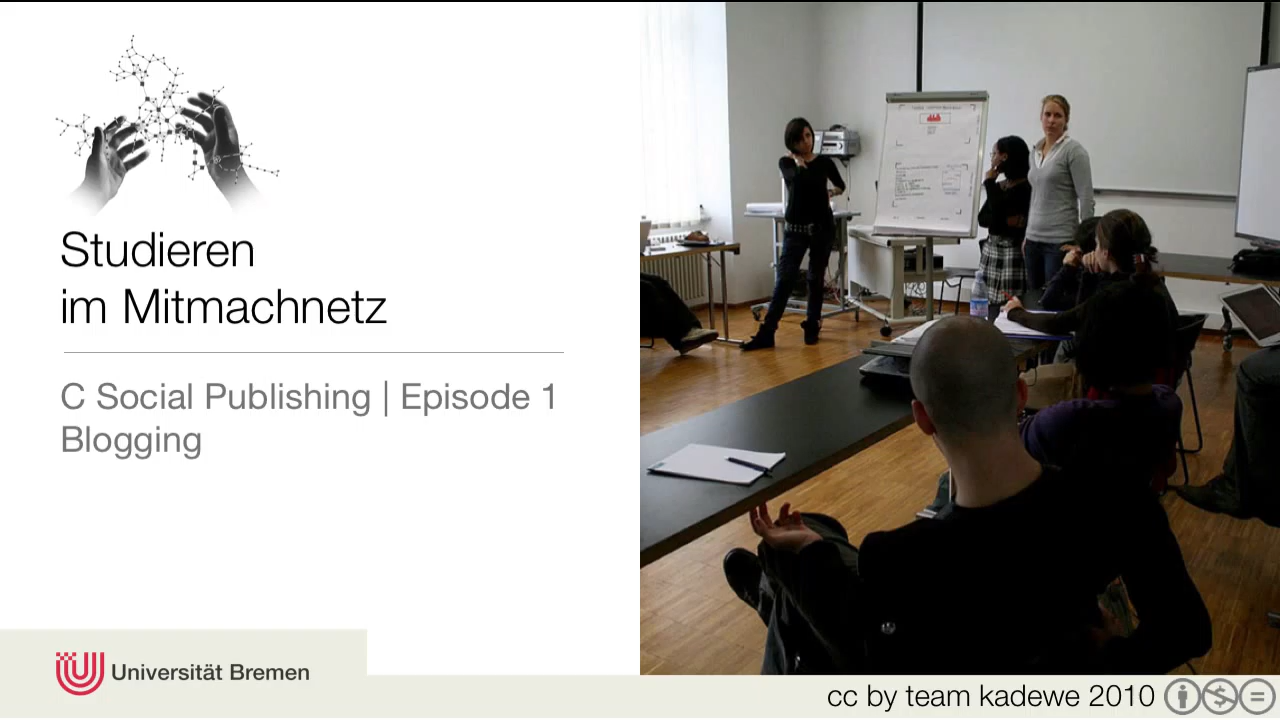 Studieren
im Mitmachnetz
C Social Publishing | Episode 1
Blogging
Universität Bremen
cc by team kadewe 2010